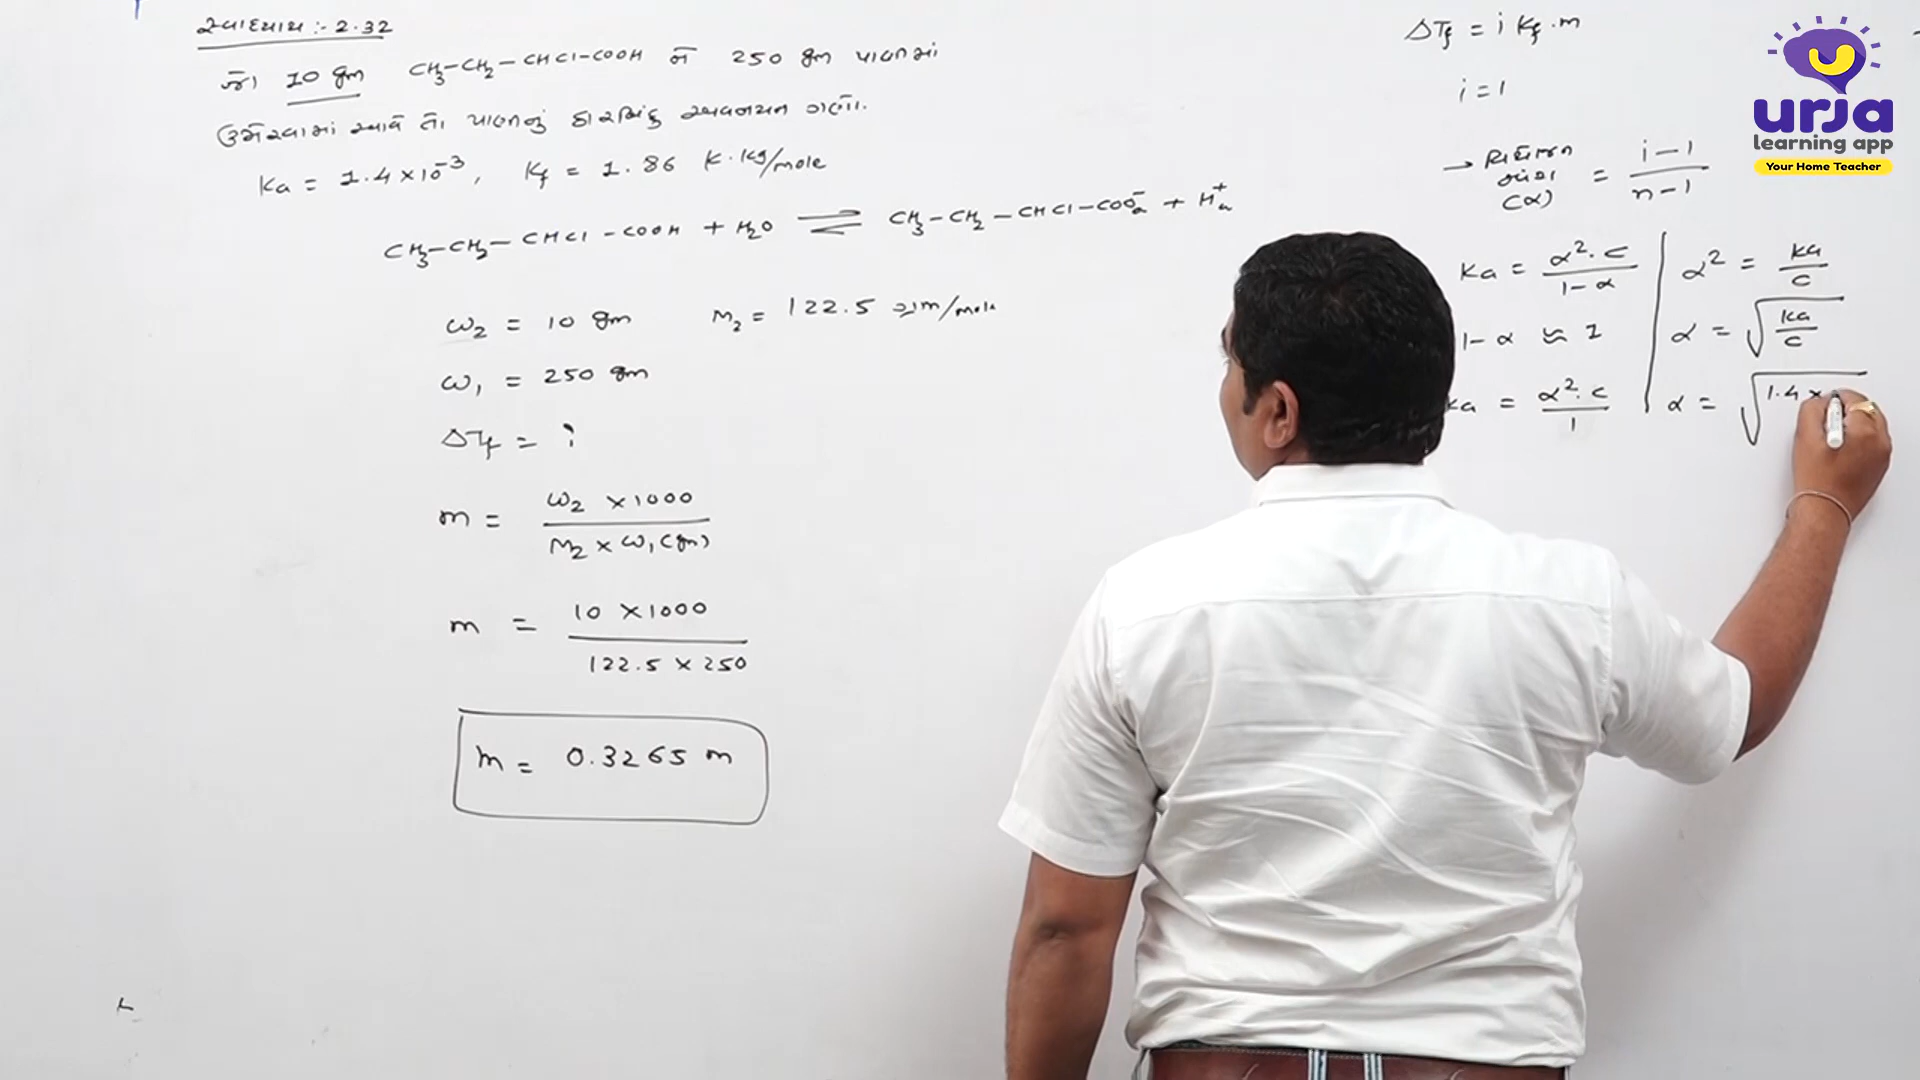 સ્વાધ્યાય :- 2.32
જો 10 gm CH3-CH2-CHCl-COOH ને 250 gm પાણીમાં
ઉમેરવામાં આવે તો પાણીનું ઠારબિંદુ અવનયન ગણો.
Ka = 1.4 × 10^-3, Kf = 1.86 K.kg/mole
CH3-CH2-CHCl-COOH + H2O ⇌ CH3-CH2-CHCl-COO^-a + H^+a
ω2 = 10 gm M2 = 122.5 ગ્રામ/mole
ω1 = 250 gm
ΔTf = ?
m = ω2 × 1000 / M2 × ω1 (gm)
m = 10 × 1000 / 122.5 × 250
m = 0.3265 m
ΔTf = i Kf . m
i = 1
→ વિયોજન અંશ (α) = i-1 / n-1
Ka = α². c / 1-α
1-α ≈ 1
Ka = α². c / 1
α² = Ka / C
α = √(Ka / C)
α = √1.4 ×
urja
learning app
Your Home Teacher